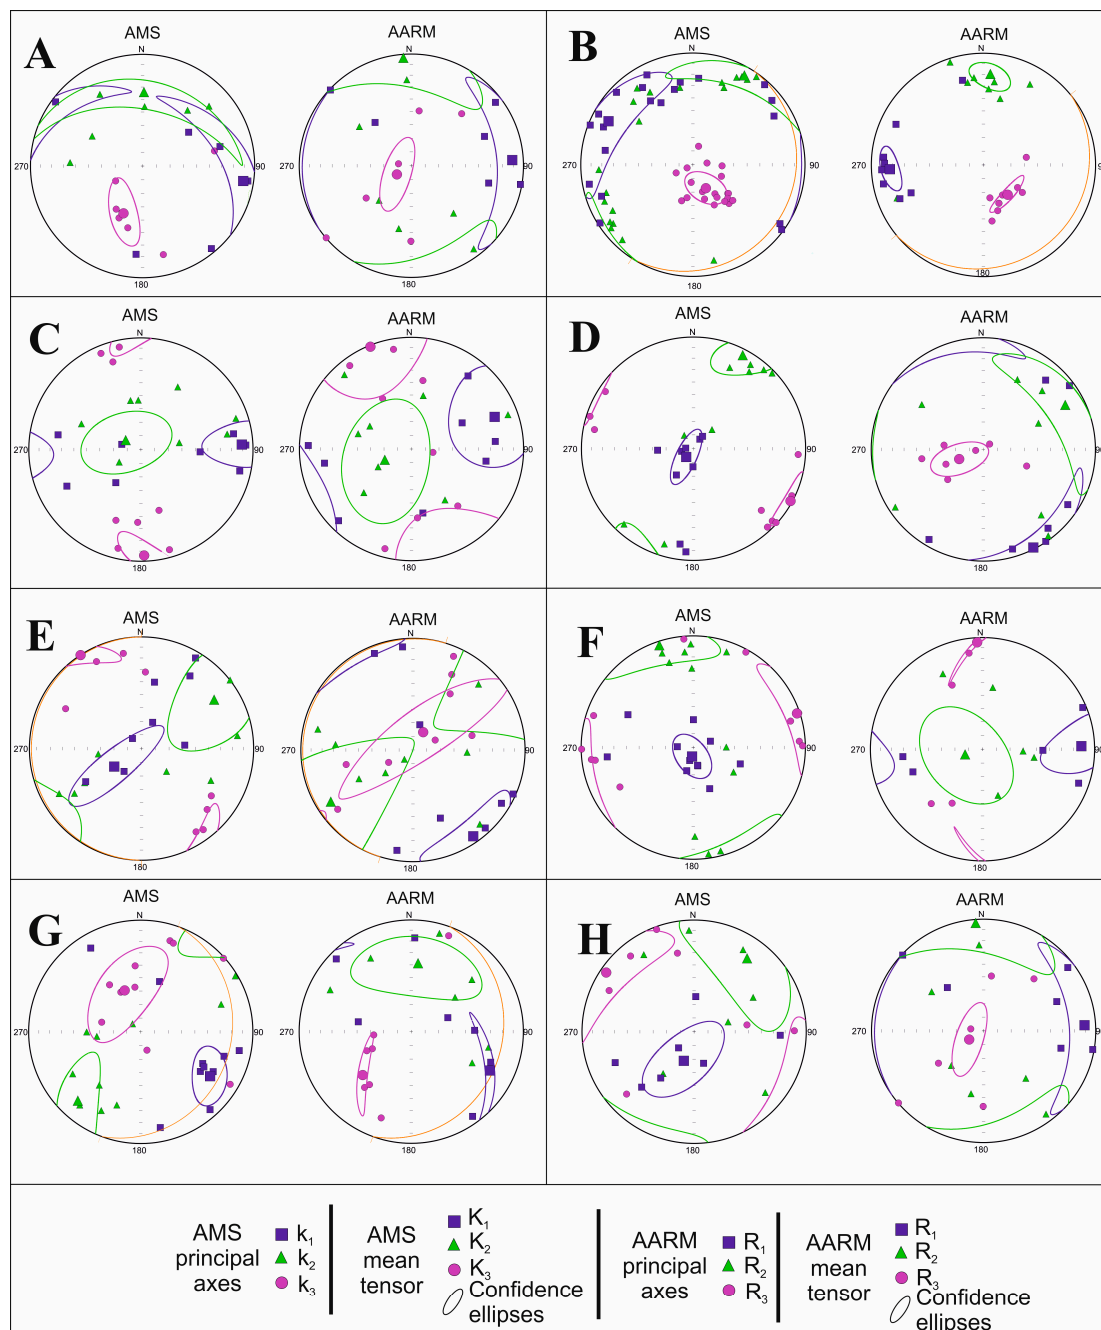 A
AMS
N
270
90
180
AARM
N
270
90
180
B
AMS
N
270
90
180
AARM
N
270
90
180
C
AMS
N
270
90
180
AARM
N
270
90
180
D
AMS
N
270
90
180
AARM
N
270
90
180
E
AMS
N
270
90
180
AARM
N
270
90
180
F
AMS
N
270
90
180
AARM
N
270
90
180
G
AMS
N
270
90
180
AARM
N
270
90
180
H
AMS
N
270
90
180
AARM
N
270
90
180
AMS
principal
axes
k1
k2
k3
AMS
mean
tensor
K1
K2
K3
Confidence
ellipses
AARM
principal
axes
R1
R2
R3
AARM
mean
tensor
R1
R2
R3
Confidence
ellipses